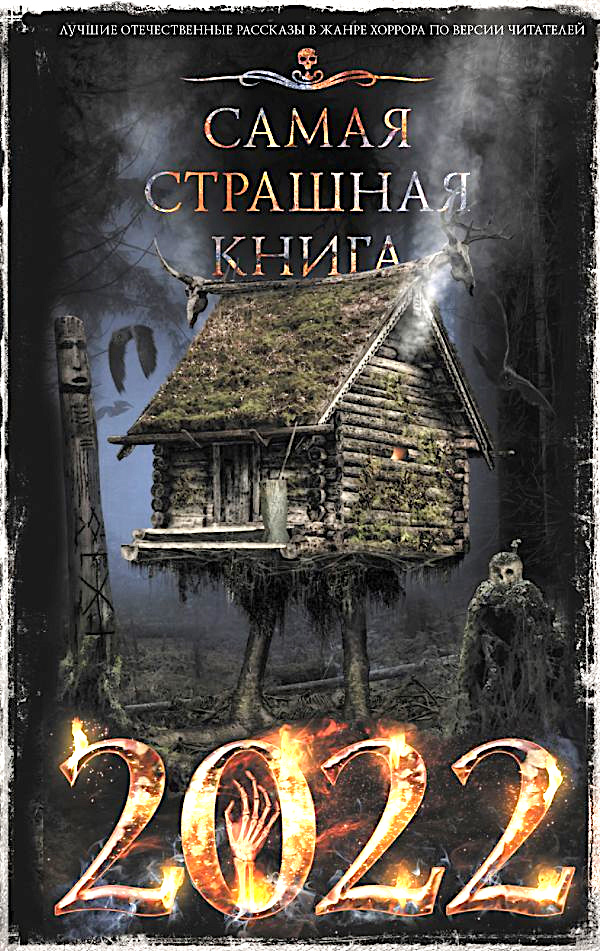 ЛУЧШИЕ ОТЕЧЕСТВЕННЫЕ РАССКАЗЫ В ЖАНРЕ ХОРРОРА ПО ВЕРСИИ ЧИТАТЕЛЕЙ
САМАЯ
СТРАШНАЯ
КНИГА
2022